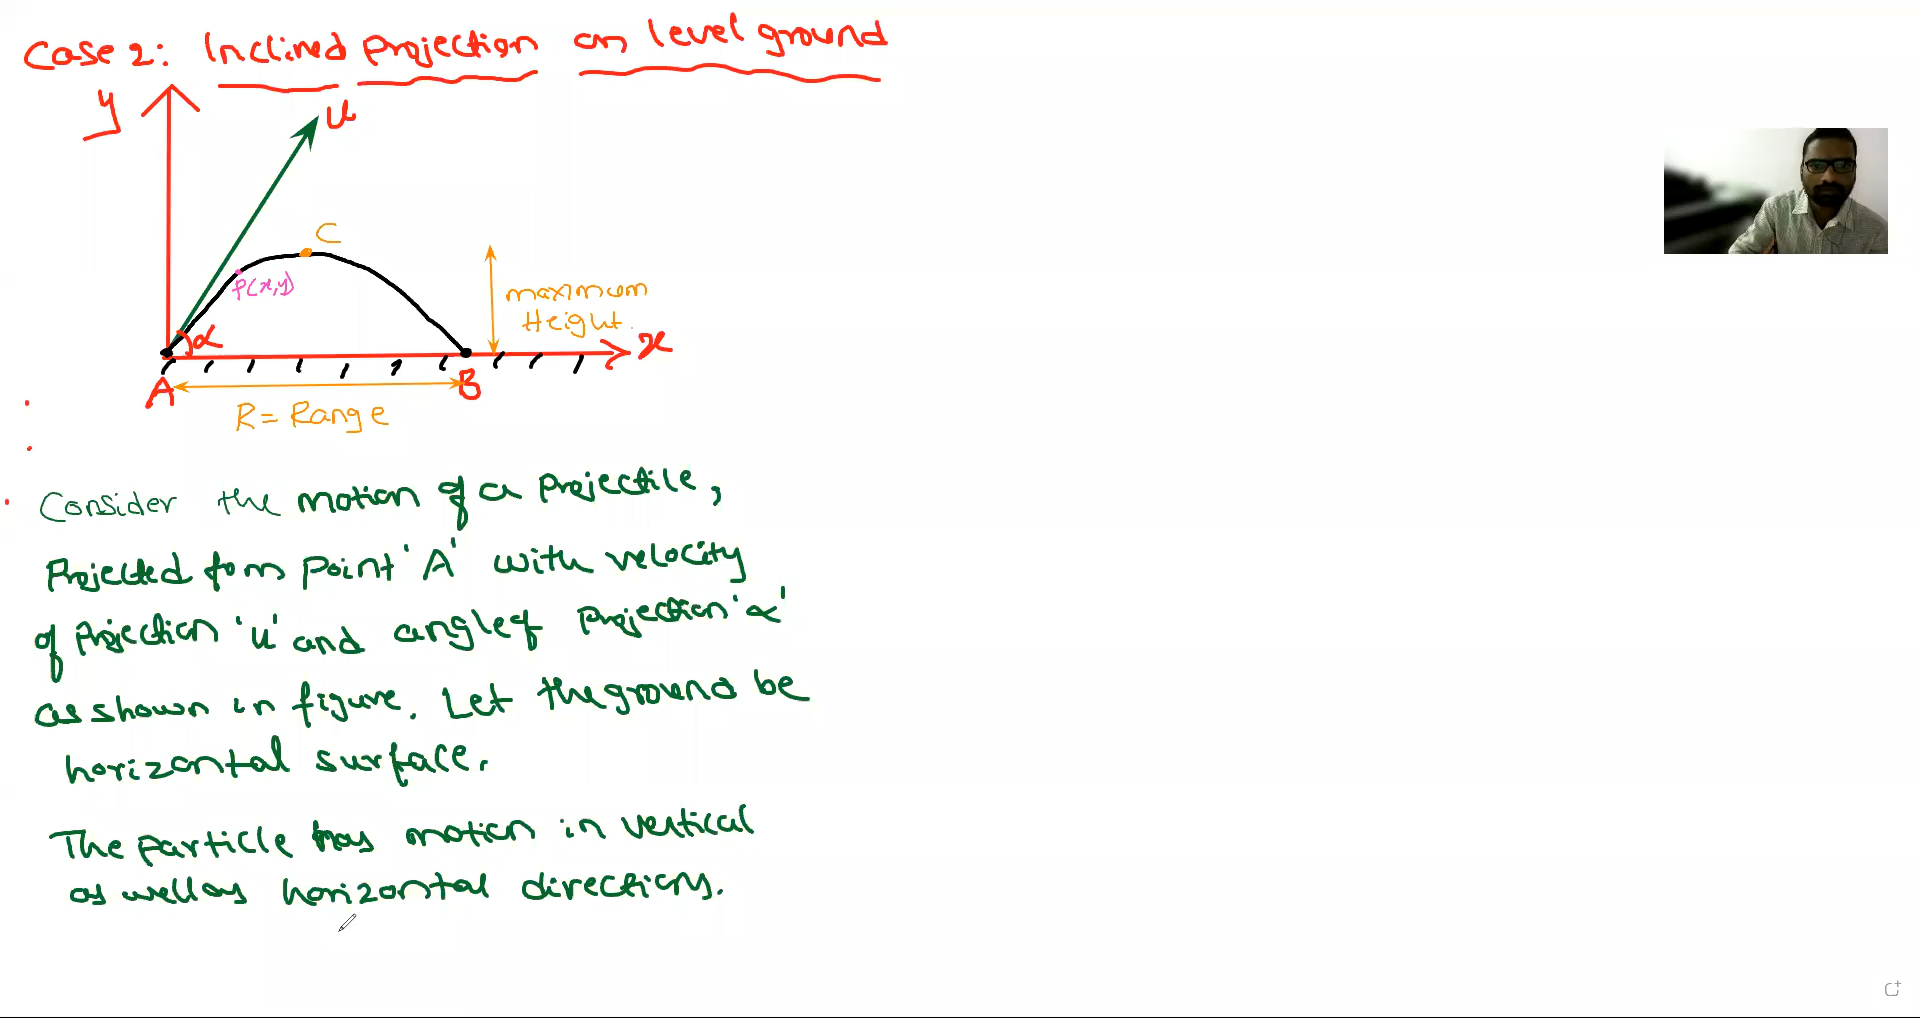 Case 2: Inclined projection on level ground
y
u
C
P(x,y)
maximum
Height.
α
x
A
B
R = Range
Consider the motion of a projectile,
Projected from point 'A' with velocity
of projection 'u' and angle of projection 'α'
as shown in figure. Let the ground be
horizontal surface.
The particle has motion in vertical
as well as horizontal directions.